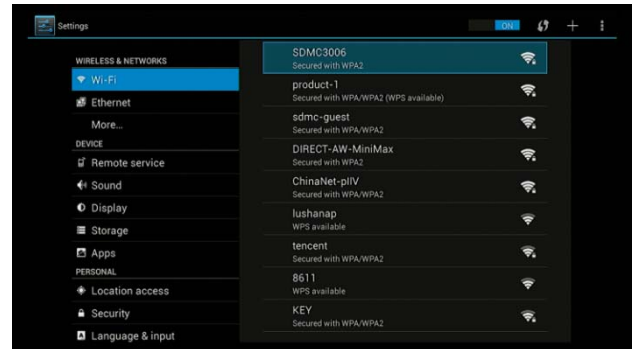 Settings
ON
WIRELESS & NETWORKS
Wi-Fi
Ethernet
More...
DEVICE
Remote service
Sound
Display
Storage
Apps
PERSONAL
Location access
Security
Language & input
SDMC3006
Secured with WPA2
product-1
Secured with WPA/WPA2 (WPS available)
sdmc-guest
Secured with WPA/WPA2
DIRECT-AW-MiniMax
Secured with WPA2
ChinaNet-pIIV
Secured with WPA/WPA2
lushanap
WPS available
tencent
Secured with WPA/WPA2
8611
WPS available
KEY
Secured with WPA/WPA2